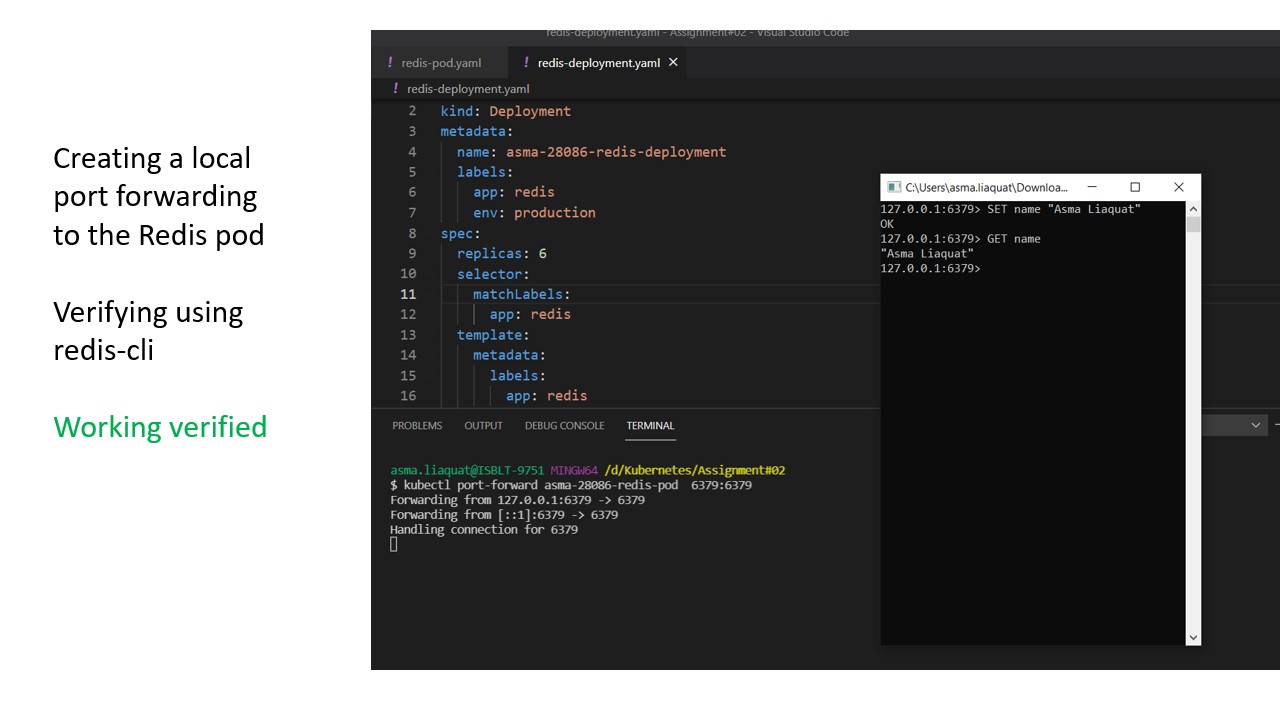 Creating a local
port forwarding
to the Redis pod
Verifying using
redis-cli
Working verified
redis-deployment.yaml - Assignment#02 - Visual Studio Code
! redis-pod.yaml
! redis-deployment.yaml ×
! redis-deployment.yaml
2 kind: Deployment
3 metadata:
4 name: asma-28086-redis-deployment
5 labels:
6 app: redis
7 env: production
8 spec:
9 replicas: 6
10 selector:
11 matchLabels:
12 app: redis
13 template:
14 metadata:
15 labels:
16 app: redis
PROBLEMS OUTPUT DEBUG CONSOLE TERMINAL
asma.liaquat@ISBLT-9751 MINGW64 /d/Kubernetes/Assignment#02
$ kubectl port-forward asma-28086-redis-pod  6379:6379
Forwarding from 127.0.0.1:6379 -> 6379
Forwarding from [::1]:6379 -> 6379
Handling connection for 6379
C:\Users\asma.liaquat\Downloa...
127.0.0.1:6379> SET name "Asma Liaquat"
OK
127.0.0.1:6379> GET name
"Asma Liaquat"
127.0.0.1:6379>